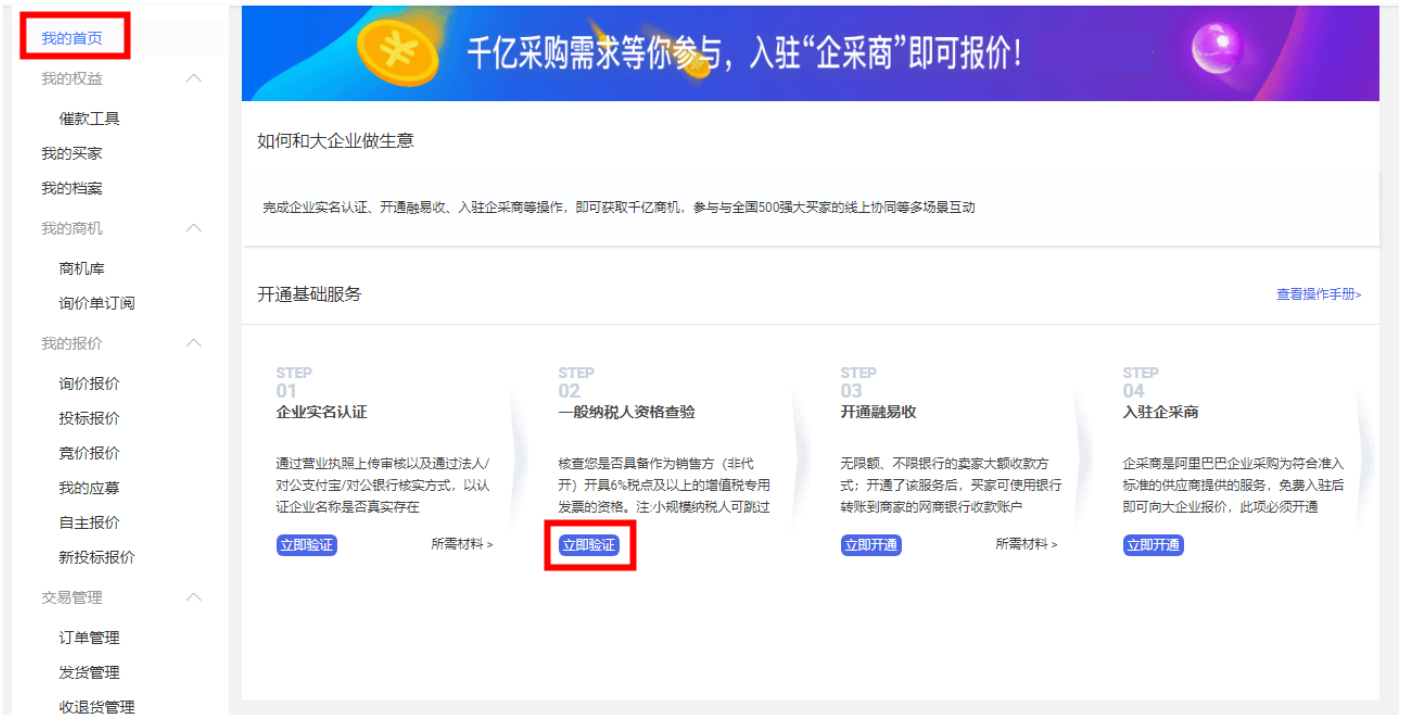 我的首页
我的权益
催款工具
我的买家
我的档案
我的商机
商机库
询价单订阅
我的报价
询价报价
投标报价
竞价报价
我的应募
自主报价
新投标报价
交易管理
订单管理
发货管理
收退货管理
千亿采购需求等你参与，入驻“企采商”即可报价！
如何和大企业做生意
完成企业实名认证、开通融易收、入驻企采商等操作，即可获取千亿商机，参与与全国500强大买家的线上协同等多场景互动
开通基础服务
查看操作手册>
STEP
01
企业实名认证
通过营业执照上传审核以及通过法人/
对公支付宝/对公银行核实方式，以认
证企业名称是否真实存在
立即验证
所需材料 >
STEP
02
一般纳税人资格查验
核查您是否具备作为销售方（非代
开）开具6%税点及以上的增值税专用
发票的资格。注:小规模纳税人可跳过
立即验证
STEP
03
开通融易收
无限额、不限银行的卖家大额收款方
式；开通了该服务后，买家可使用银行
转账到商家的网商银行收款账户
立即开通
所需材料 >
STEP
04
入驻企采商
企采商是阿里巴巴企业采购为符合准入
标准的供应商提供的服务，免费入驻后
即可向大企业报价，此项必须开通
立即开通